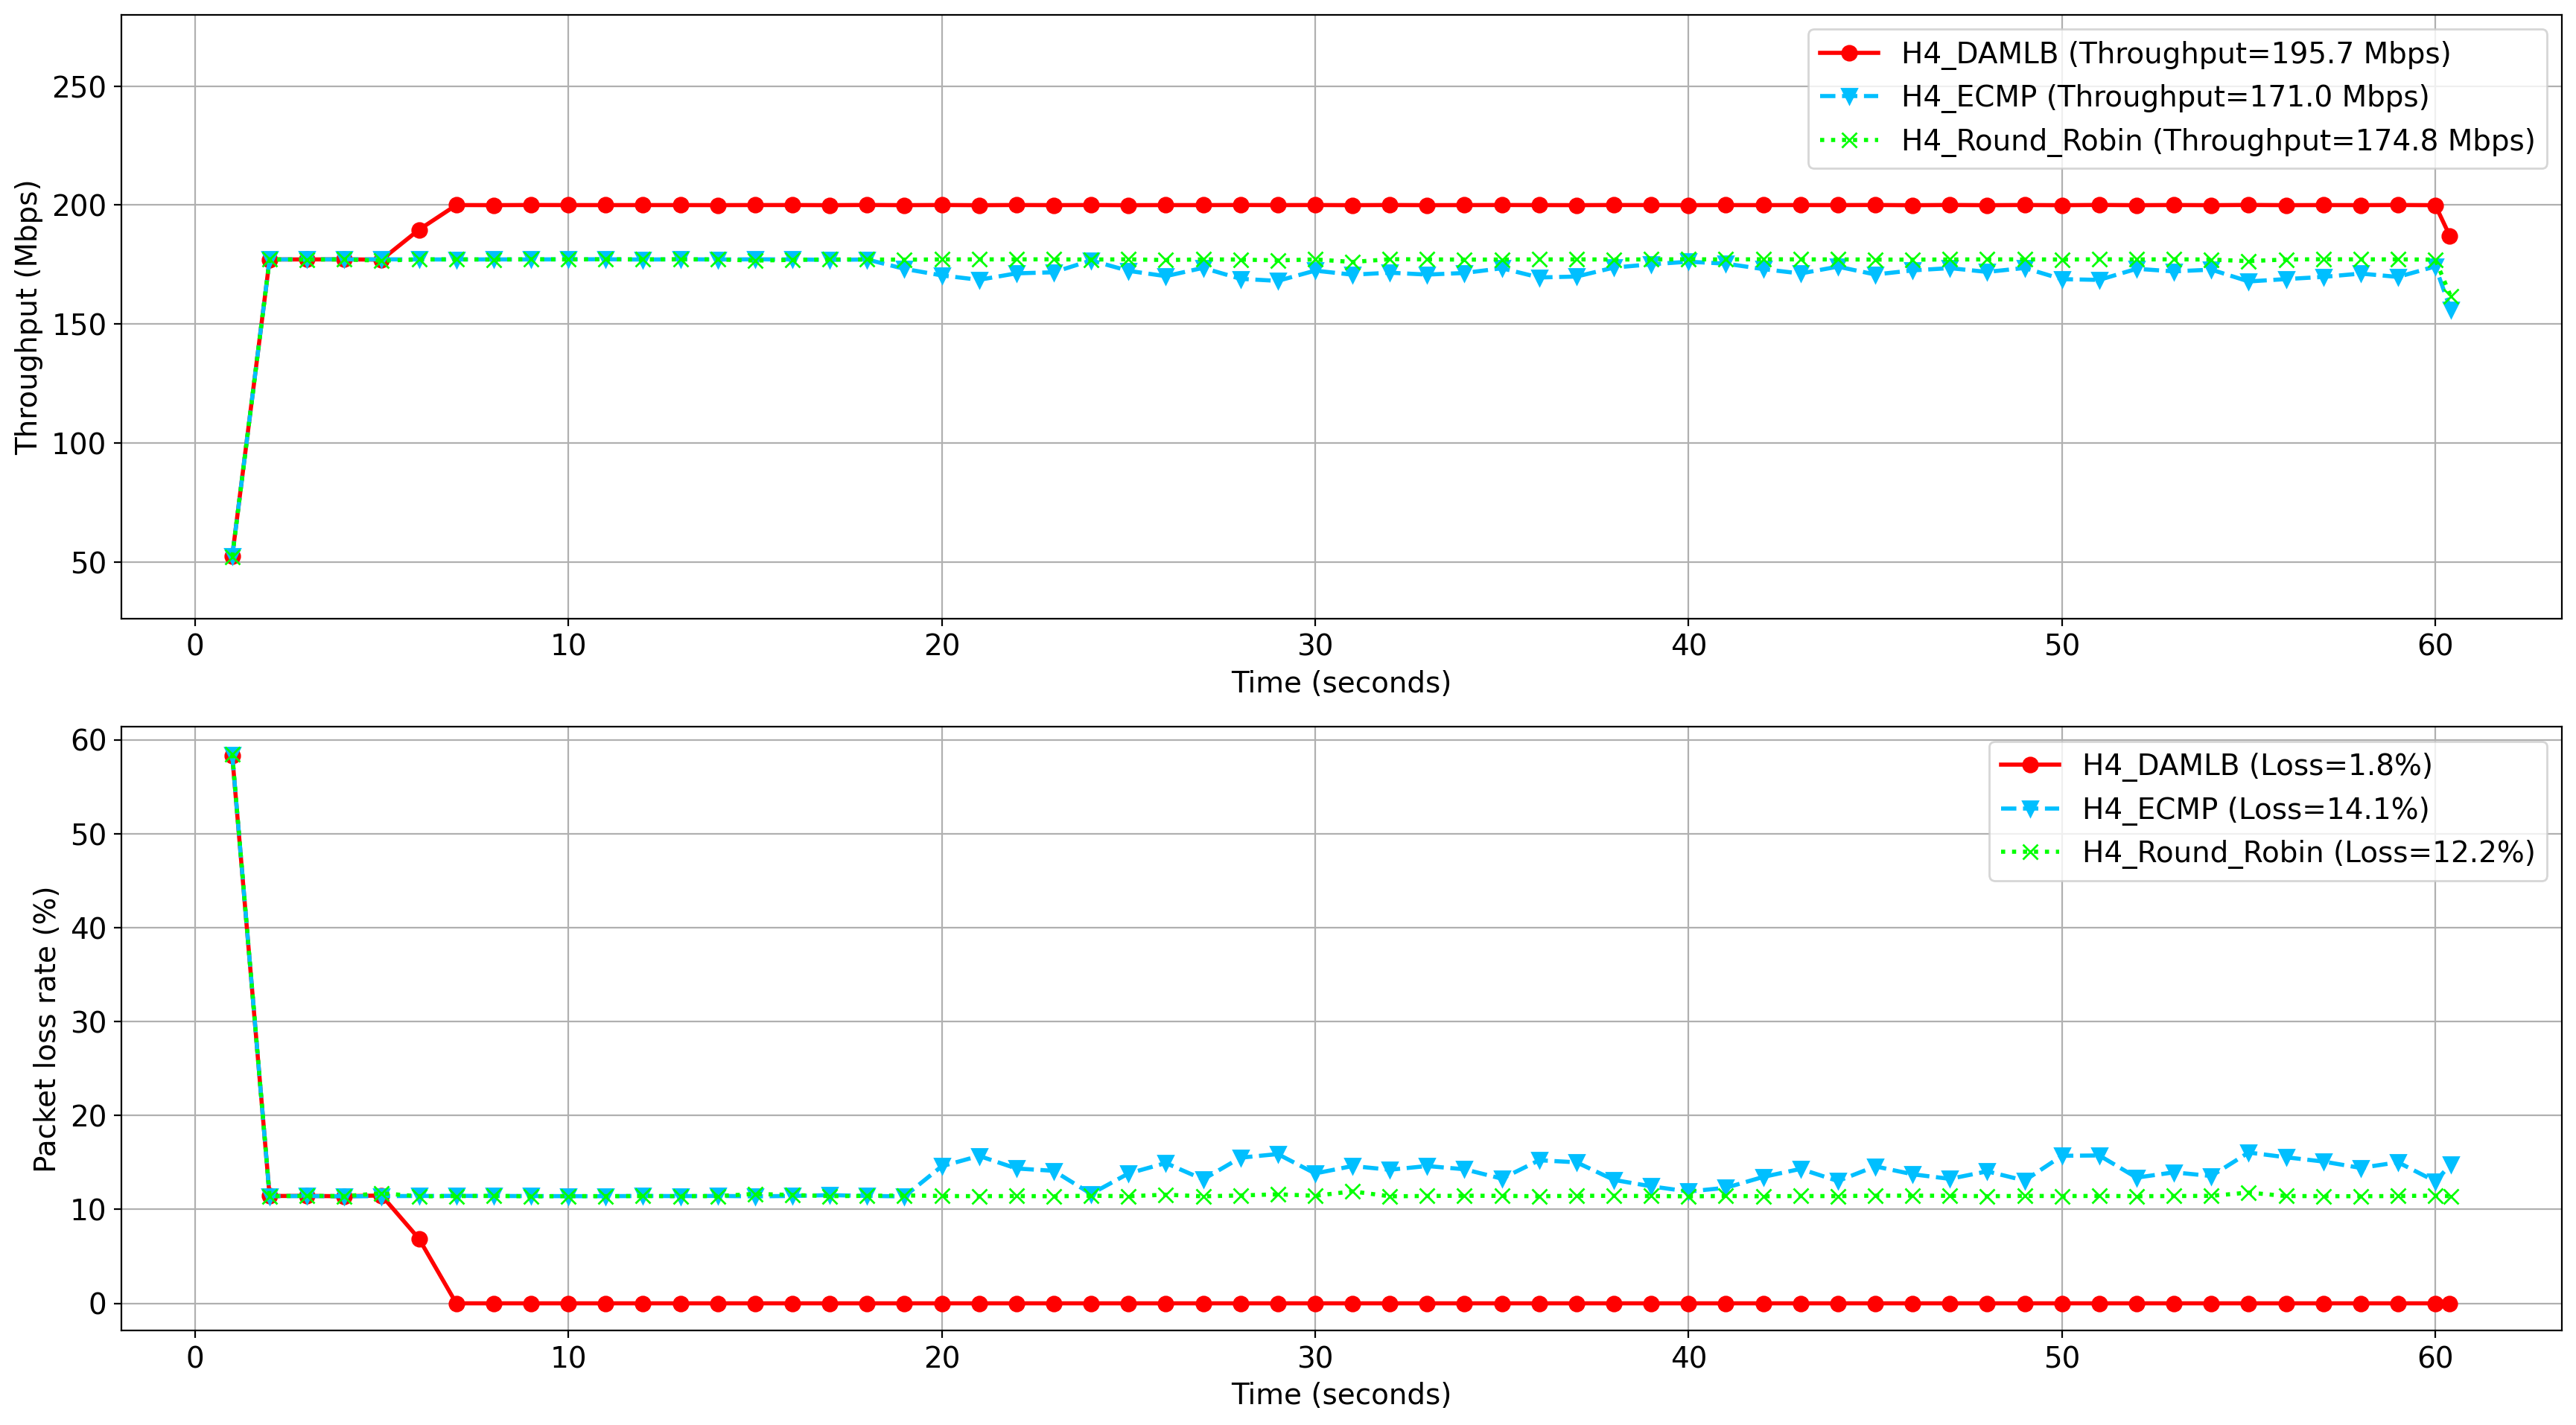 H4_DAMLB (Throughput=195.7 Mbps)
H4_ECMP (Throughput=171.0 Mbps)
H4_Round_Robin (Throughput=174.8 Mbps)
Throughput (Mbps)
250
200
150
100
50
0 10 20 30 40 50 60
Time (seconds)
H4_DAMLB (Loss=1.8%)
H4_ECMP (Loss=14.1%)
H4_Round_Robin (Loss=12.2%)
Packet loss rate (%)
60
50
40
30
20
10
0
0 10 20 30 40 50 60
Time (seconds)